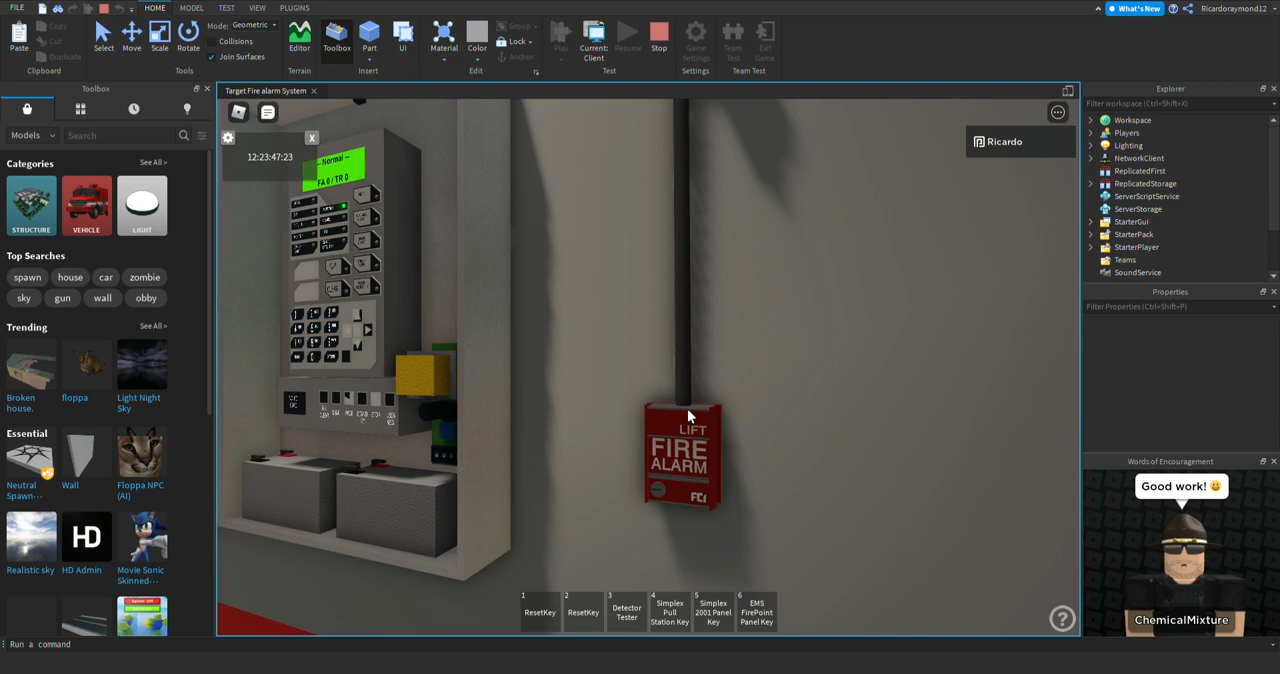 FILE
HOME
MODEL
TEST
VIEW
PLUGINS
What's New
Ricardoraymond12
Paste
Copy
Cut
Duplicate
Clipboard
Select
Move
Scale
Rotate
Mode: Geometric
Collisions
Join Surfaces
Tools
Editor
Terrain
Toolbox
Part
UI
Insert
Material
Color
Group
Lock
Anchor
Edit
Play
Current:
Client
Resume
Stop
Test
Game
Settings
Settings
Team
Test
Exit
Game
Team Test
Toolbox
Models
Search
Categories
See All >
STRUCTURE
VEHICLE
LIGHT
Top Searches
spawn
house
car
zombie
sky
gun
wall
obby
Trending
See All >
Broken
house.
floppa
Light Night
Sky
Essential
See All >
Neutral
Spawn···
Wall
Floppa NPC
(AI)
HD
Realistic sky
HD Admin
Movie Sonic
Skinned···
Target Fire alarm System
X
12:23:47:23
-- Normal --
FA 0 / TR 0
LIFT
FIRE
ALARM
FCI
Ricardo
1
ResetKey
2
ResetKey
3
Detector
Tester
4
Simplex
Pull
Station Key
5
Simplex
2001 Panel
Key
6
EMS
FirePoint
Panel Key
?
Explorer
Filter workspace (Ctrl+Shift+X)
Workspace
Players
Lighting
NetworkClient
ReplicatedFirst
ReplicatedStorage
ServerScriptService
ServerStorage
StarterGui
StarterPack
StarterPlayer
Teams
SoundService
Properties
Filter Properties (Ctrl+Shift+P)
Words of Encouragement
Good work! 😃
ChemicalMixture
Run a command